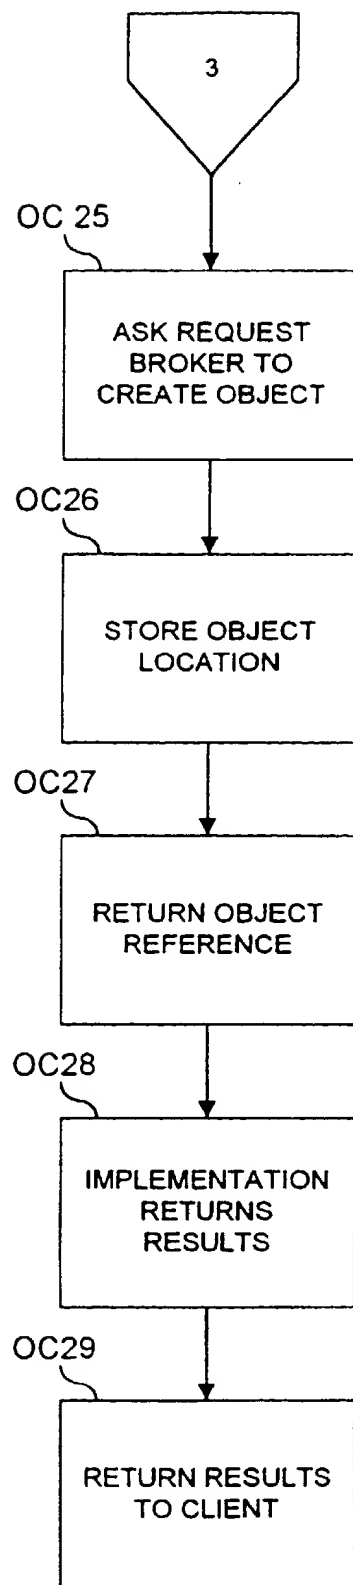 3
OC 25
ASK REQUEST
BROKER TO
CREATE OBJECT
OC26
STORE OBJECT
LOCATION
OC27
RETURN OBJECT
REFERENCE
OC28
IMPLEMENTATION
RETURNS
RESULTS
OC29
RETURN RESULTS
TO CLIENT